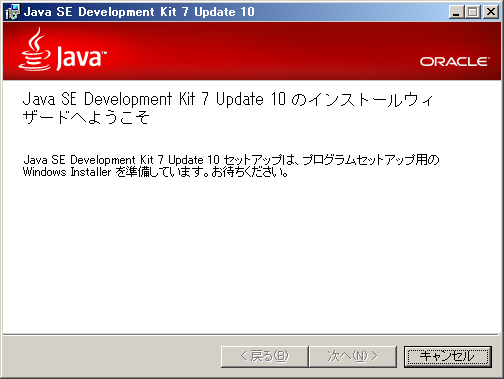 Java SE Development Kit 7 Update 10
Java™
ORACLE®
Java SE Development Kit 7 Update 10 のインストールウィ
ザードへようこそ
Java SE Development Kit 7 Update 10 セットアップは、プログラムセットアップ用の
Windows Installer を準備しています。お待ちください。
< 戻る(B)
次へ(N) >
キャンセル